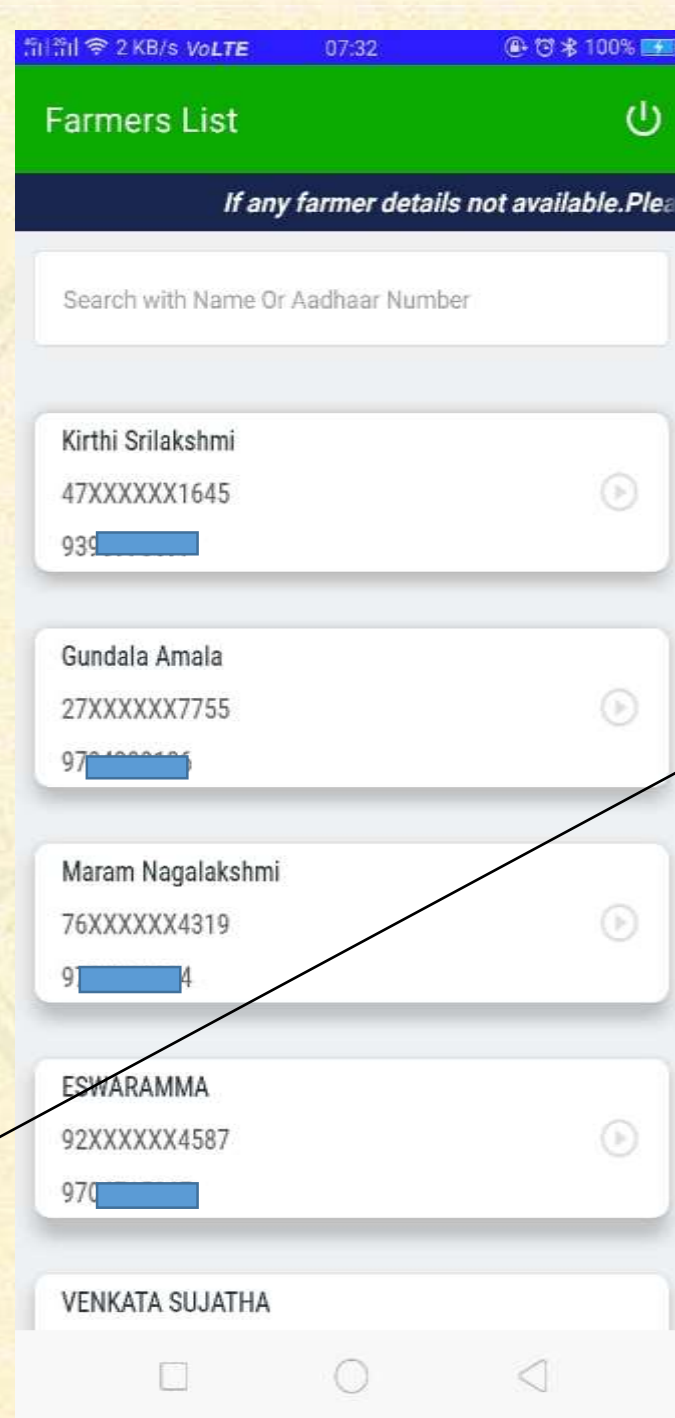 2 KB/s VoLTE 07:32 100%
Farmers List
If any farmer details not available.Plea
Search with Name Or Aadhaar Number
Kirthi Srilakshmi
47XXXXXX1645
939
Gundala Amala
27XXXXXX7755
97
Maram Nagalakshmi
76XXXXXX4319
97 4
ESWARAMMA
92XXXXXX4587
970
VENKATA SUJATHA